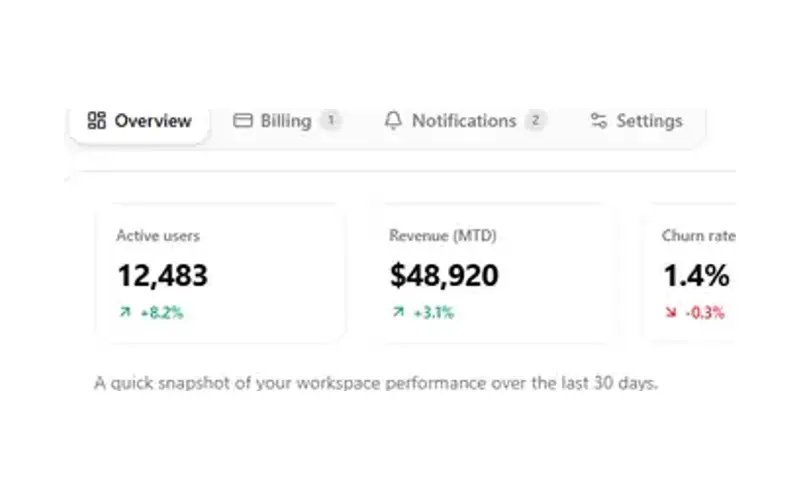 Overview Billing 1 Notifications 2 Settings
Active users Revenue (MTD) Churn rate
12,483 $48,920 1.4%
+8.2% +3.1% -0.3%
A quick snapshot of your workspace performance over the last 30 days.